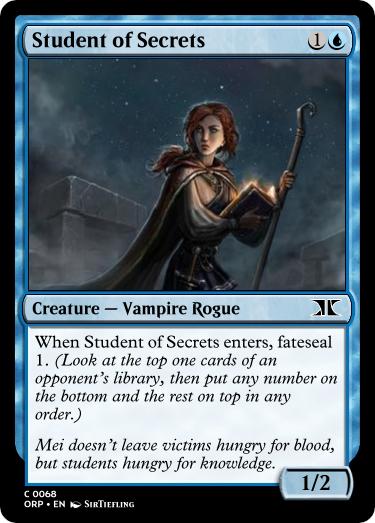 Student of Secrets
1
Creature — Vampire Rogue
When Student of Secrets enters, fateseal
1. (Look at the top one cards of an
opponent's library, then put any number on
the bottom and the rest on top in any
order.)
Mei doesn't leave victims hungry for blood,
but students hungry for knowledge.
1/2
C 0068
ORP • EN SirTiefling